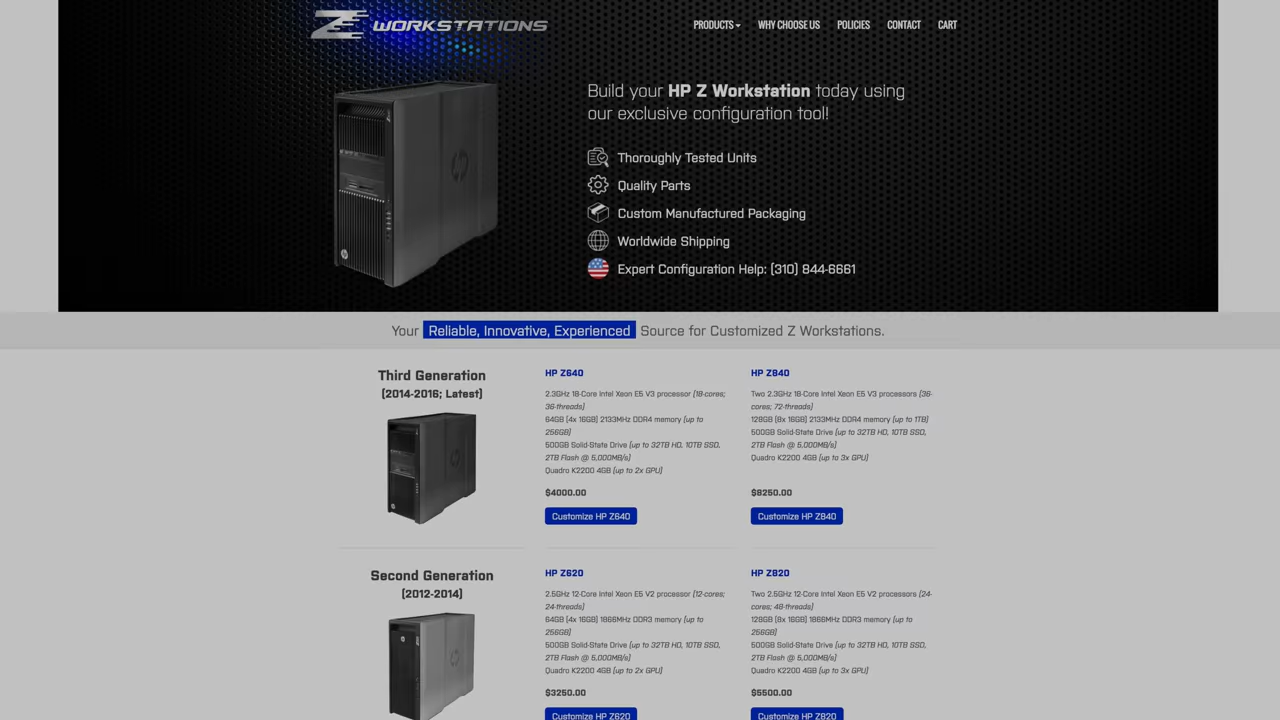 Z WORKSTATIONS
PRODUCTS WHY CHOOSE US POLICIES CONTACT CART
Build your HP Z Workstation today using
our exclusive configuration tool!
Thoroughly Tested Units
Quality Parts
Custom Manufactured Packaging
Worldwide Shipping
Expert Configuration Help: (310) 844-6661
Your Reliable, Innovative, Experienced Source for Customized Z Workstations.
Third Generation
(2014-2016; Latest)
HP Z640
2.3GHz 18-Core Intel Xeon E5 V3 processor (18-cores;
36-threads)
64GB (4x 16GB) 2133MHz DDR4 memory (up to
256GB)
500GB Solid-State Drive (up to 32TB HD, 10TB SSD,
2TB Flash @ 5,000MB/s)
Quadro K2200 4GB (up to 2x GPU)
$4000.00
Customize HP Z640
HP Z840
Two 2.3GHz 18-Core Intel Xeon E5 V3 processors (36-
cores; 72-threads)
128GB (8x 16GB) 2133MHz DDR4 memory (up to 1TB)
500GB Solid-State Drive (up to 32TB HD, 10TB SSD,
2TB Flash @ 5,000MB/s)
Quadro K2200 4GB (up to 3x GPU)
$8250.00
Customize HP Z840
Second Generation
(2012-2014)
HP Z620
2.5GHz 12-Core Intel Xeon E5 V2 processor (12-cores;
24-threads)
64GB (4x 16GB) 1866MHz DDR3 memory (up to
256GB)
500GB Solid-State Drive (up to 32TB HD, 10TB SSD,
2TB Flash @ 5,000MB/s)
Quadro K2200 4GB (up to 2x GPU)
$3250.00
Customize HP Z620
HP Z820
Two 2.5GHz 12-Core Intel Xeon E5 V2 processors (24-
cores; 48-threads)
128GB (8x 16GB) 1866MHz DDR3 memory (up to
256GB)
500GB Solid-State Drive (up to 32TB HD, 10TB SSD,
2TB Flash @ 5,000MB/s)
Quadro K2200 4GB (up to 3x GPU)
$5500.00
Customize HP Z820